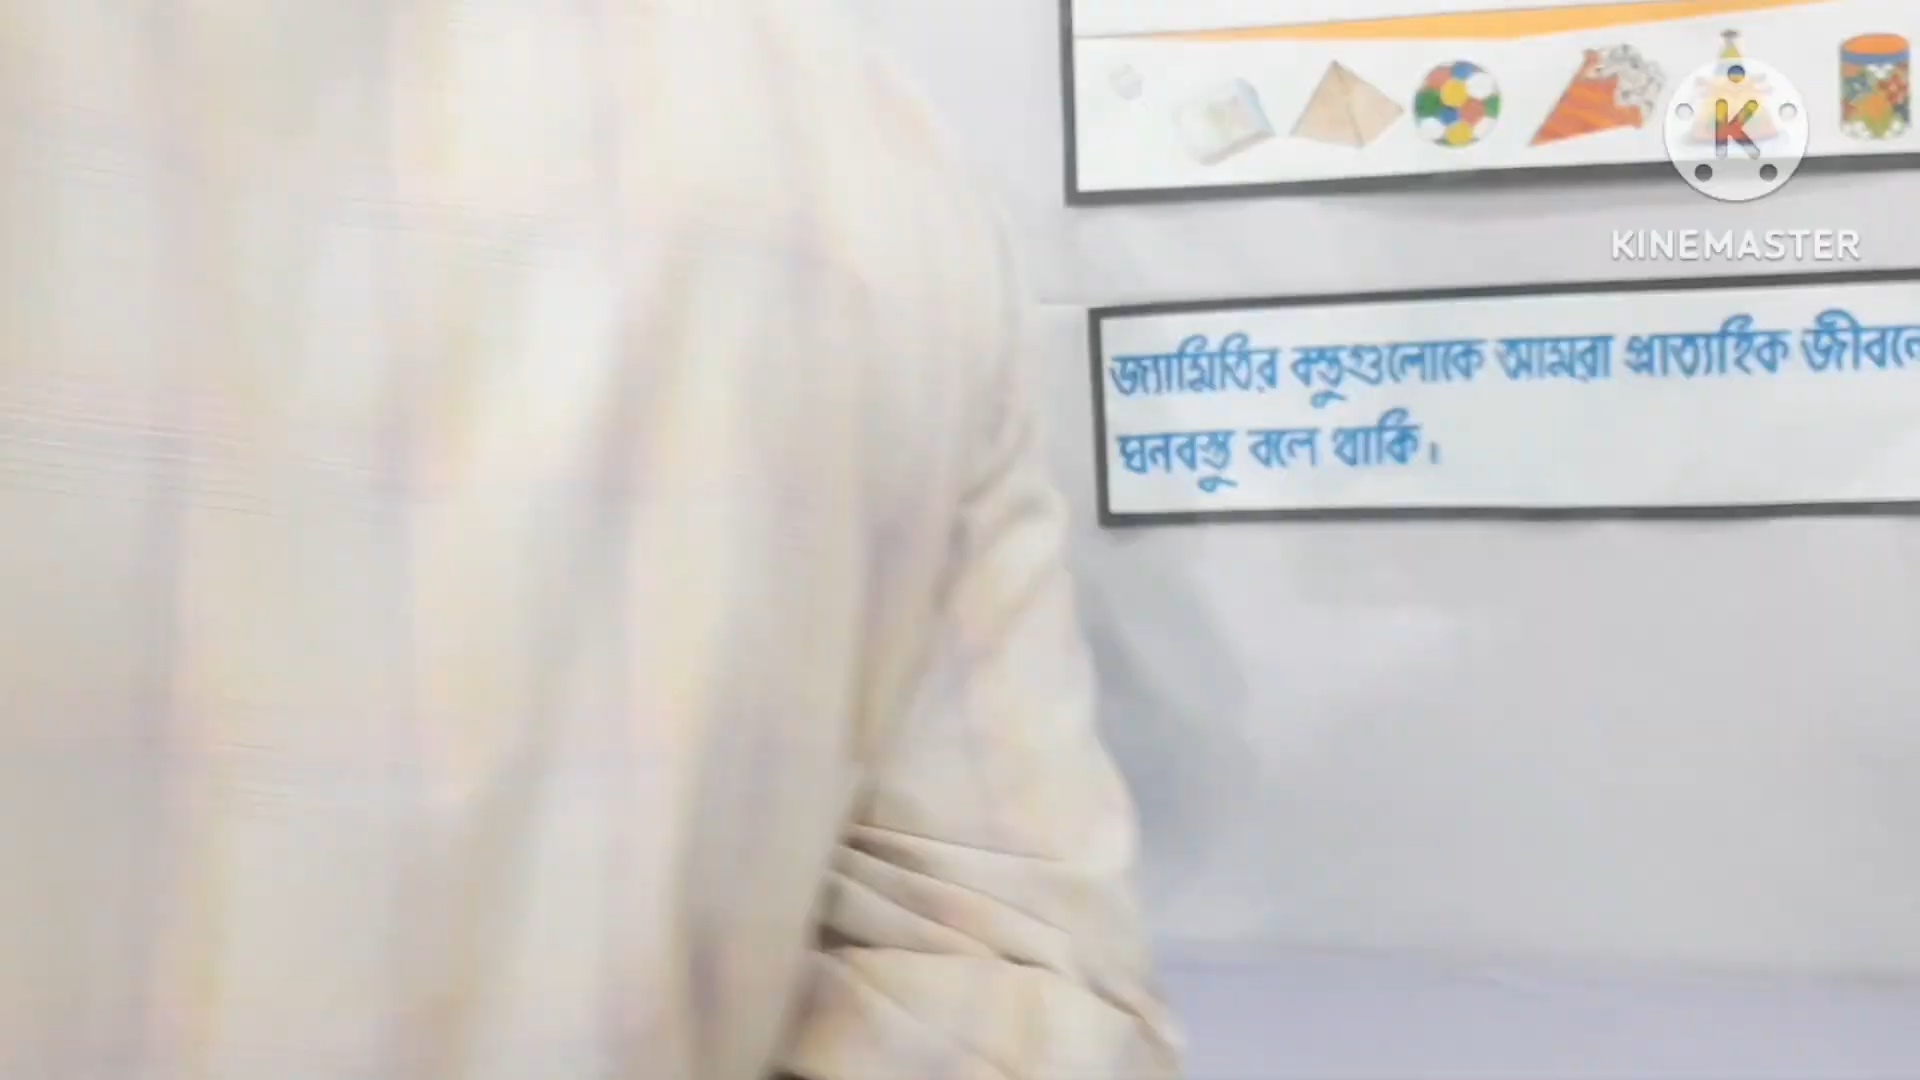 KINEMASTER
জ্যামিতির বস্তুগুলোকে আমরা প্রাত্যহিক জীবনে
ঘনবস্তু বলে থাকি।